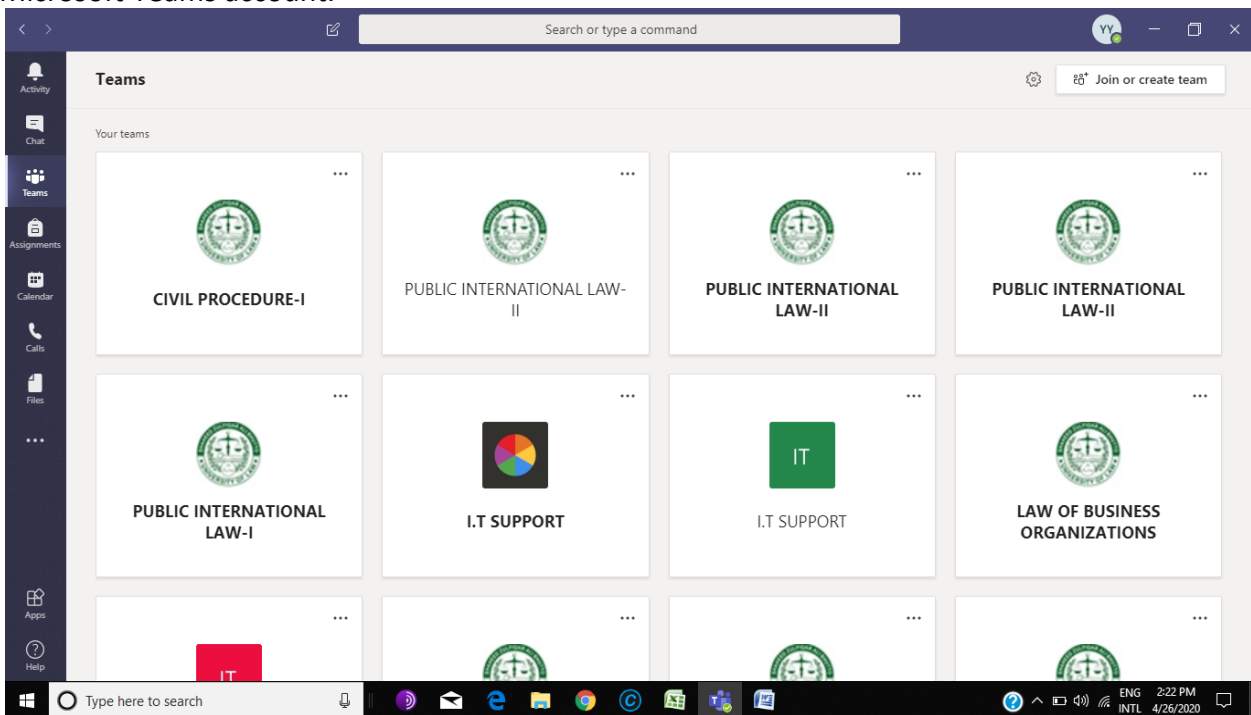 Microsoft Teams account.
Search or type a command
YY
Activity
Teams
Join or create team
Chat
Your teams
Teams
Assignments
Calendar
Calls
Files
CIVIL PROCEDURE-I
PUBLIC INTERNATIONAL LAW-
II
PUBLIC INTERNATIONAL
LAW-II
PUBLIC INTERNATIONAL
LAW-II
IT
PUBLIC INTERNATIONAL
LAW-I
I.T SUPPORT
I.T SUPPORT
LAW OF BUSINESS
ORGANIZATIONS
Apps
Help
IT
Type here to search
ENG
INTL
2:22 PM
4/26/2020